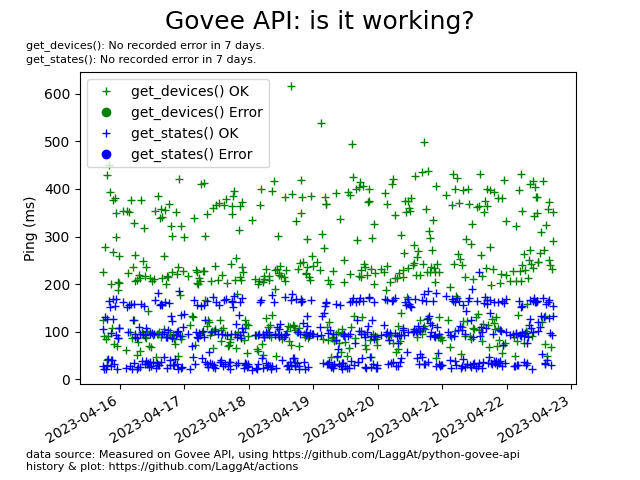 Govee API: is it working?
get_devices(): No recorded error in 7 days.
get_states(): No recorded error in 7 days.
get_devices() OK
get_devices() Error
get_states() OK
get_states() Error
Ping (ms)
600
500
400
300
200
100
0
2023-04-16
2023-04-17
2023-04-18
2023-04-19
2023-04-20
2023-04-21
2023-04-22
2023-04-23
data source: Measured on Govee API, using https://github.com/LaggAt/python-govee-api
history & plot: https://github.com/LaggAt/actions